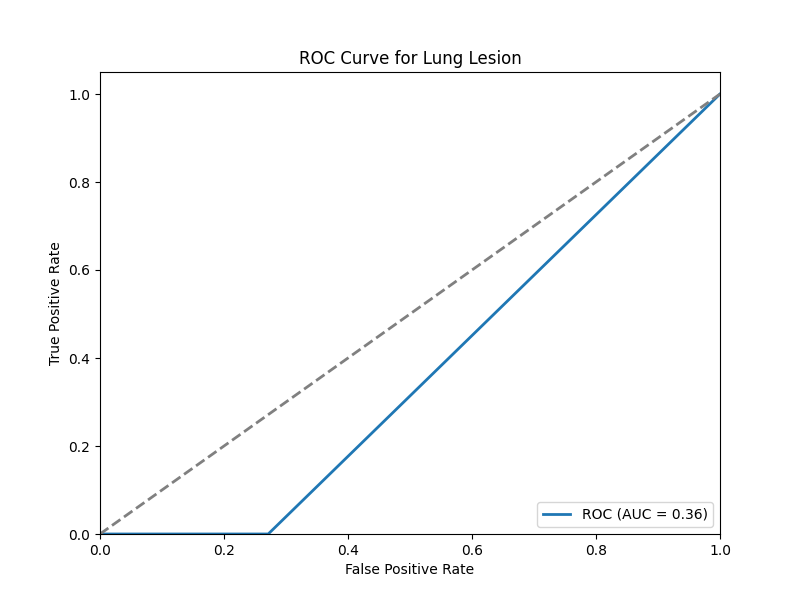 ROC Curve for Lung Lesion
1.0
0.8
0.6
0.4
0.2
0.0
True Positive Rate
ROC (AUC = 0.36)
0.0 0.2 0.4 0.6 0.8 1.0
False Positive Rate